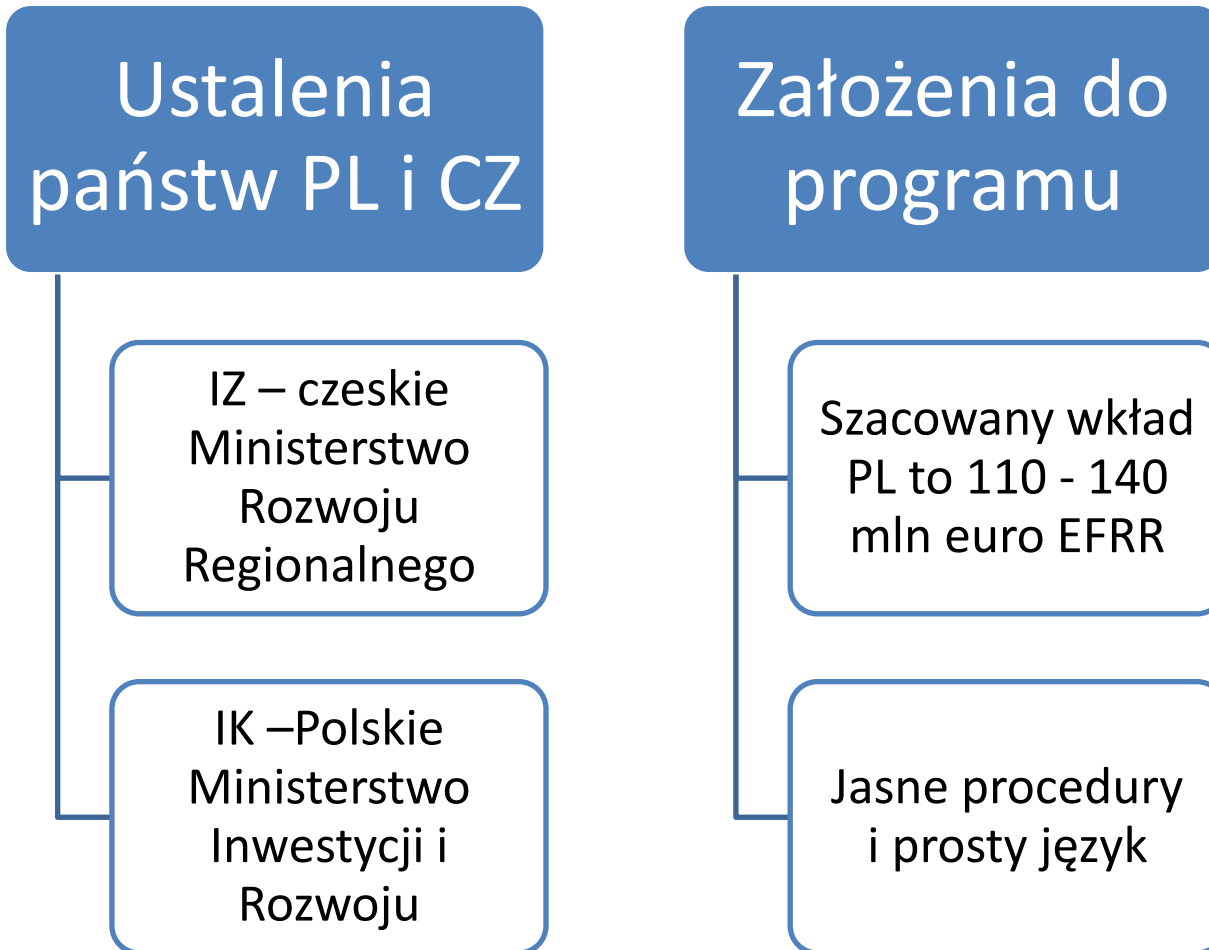 Ustalenia
państw PL i CZ
IZ – czeskie
Ministerstwo
Rozwoju
Regionalnego
IK –Polskie
Ministerstwo
Inwestycji i
Rozwoju
Założenia do
programu
Szacowany wkład
PL to 110 - 140
mln euro EFRR
Jasne procedury
i prosty język